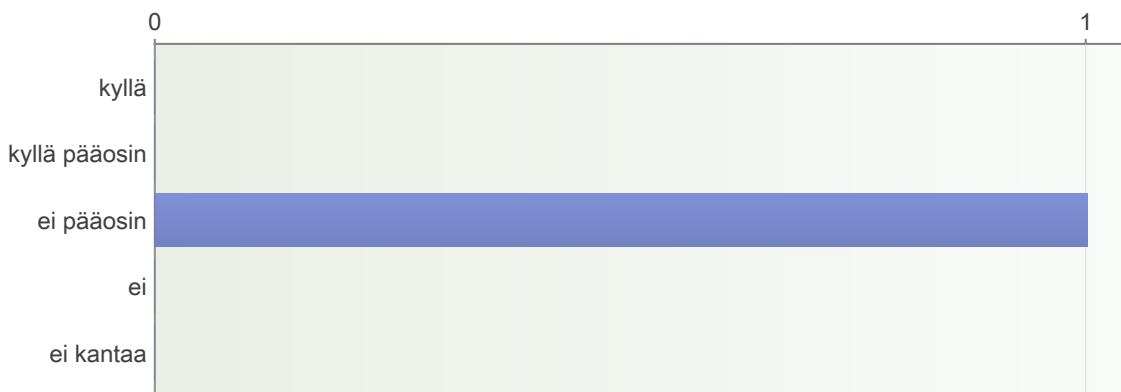 0 1
kyllä
kyllä pääosin
ei pääosin
ei
ei kantaa